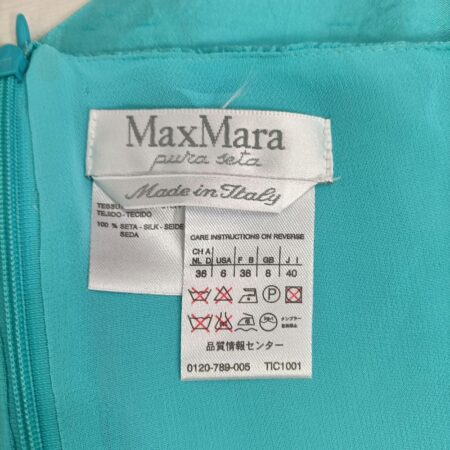 MaxMara
pura seta
Made in Italy
TESSU
TEJIDO-TECIDO
100 % SETA - SILK - SEIDE
SEDA
CARE INSTRUCTIONS ON REVERSE
CH A
NL D USA F B GB J I
36 6 38 8 40
P
品質情報センター
0120-789-005 TIC1001